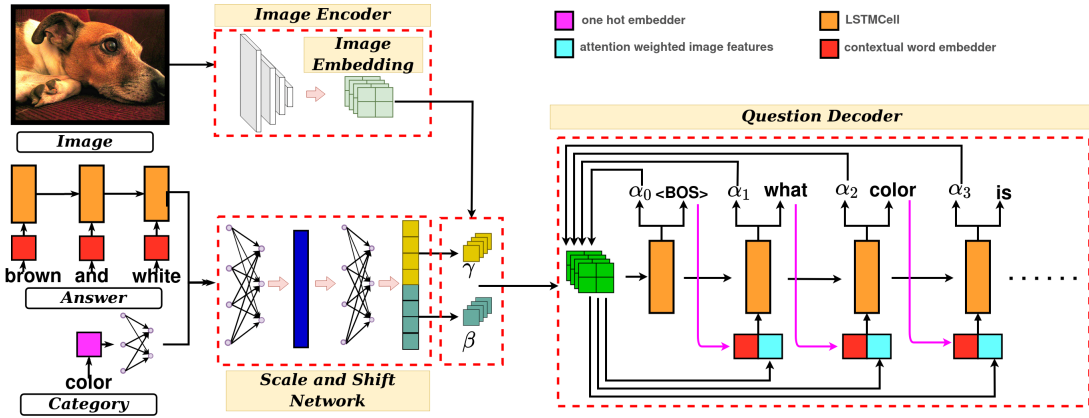 Image Encoder
Image
Embedding
Image
one hot embedder
LSTMCell
attention weighted image features
contextual word embedder
Question Decoder
α0 <BOS> α1 what α2 color α3 is
brown and white
Answer
color
Category
γ
β
Scale and Shift
Network
. . . . . .